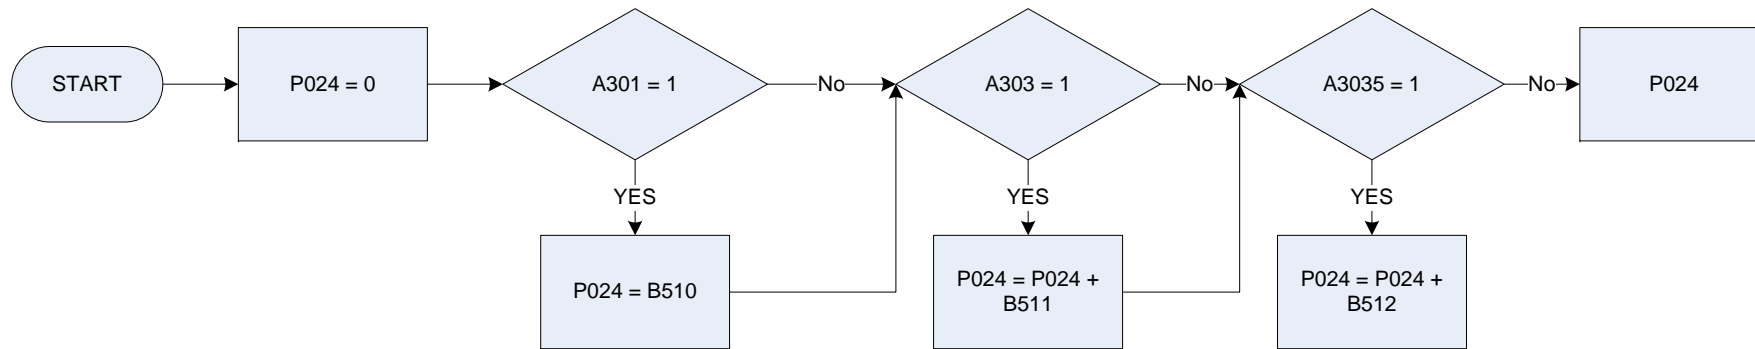 START
P024 = 0
A301 = 1
No
A303 = 1
No
A3035 = 1
No
P024
YES
YES
YES
P024 = B510
P024 = P024 +
B511
P024 = P024 +
B512